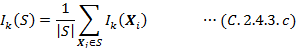 I_k(S) = \frac{1}{|S|} \sum_{X_i \in S} I_k(X_i) ⋯ (C.2.4.3.c)